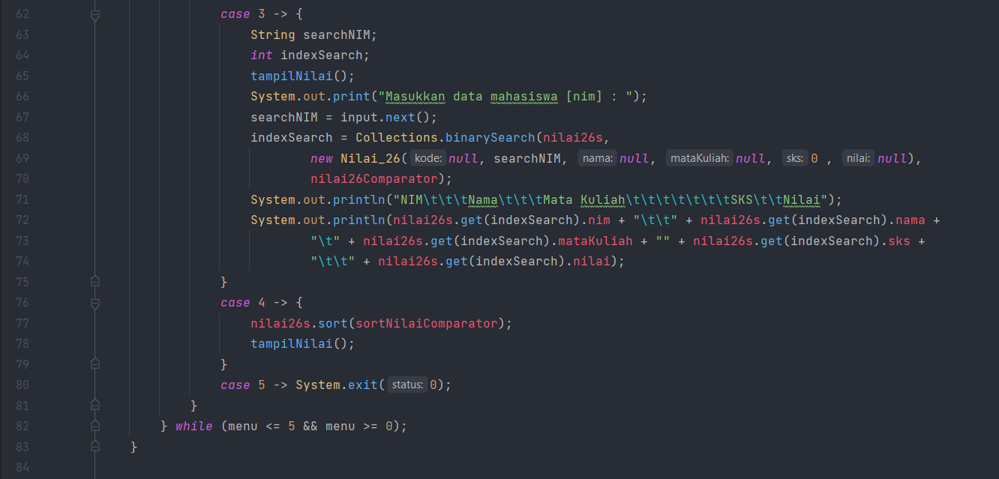 62 case 3 -> {
63 String searchNIM;
64 int indexSearch;
65 tampilNilai();
66 System.out.print("Masukkan data mahasiswa [nim] : ");
67 searchNIM = input.next();
68 indexSearch = Collections.binarySearch(nilai26s,
69 new Nilai_26( kode: null, searchNIM, nama: null, mataKuliah: null, sks: 0 , nilai: null),
70 nilai26Comparator);
71 System.out.println("NIM\t\t\tNama\t\t\tMata Kuliah\t\t\t\t\t\t\tSKS\t\tNilai");
72 System.out.println(nilai26s.get(indexSearch).nim + "\t\t" + nilai26s.get(indexSearch).nama +
73 "\t" + nilai26s.get(indexSearch).mataKuliah + "" + nilai26s.get(indexSearch).sks +
74 "\t\t" + nilai26s.get(indexSearch).nilai);
75 }
76 case 4 -> {
77 nilai26s.sort(sortNilaiComparator);
78 tampilNilai();
79 }
80 case 5 -> System.exit( status: 0);
81 }
82 } while (menu <= 5 && menu >= 0);
83 }
84